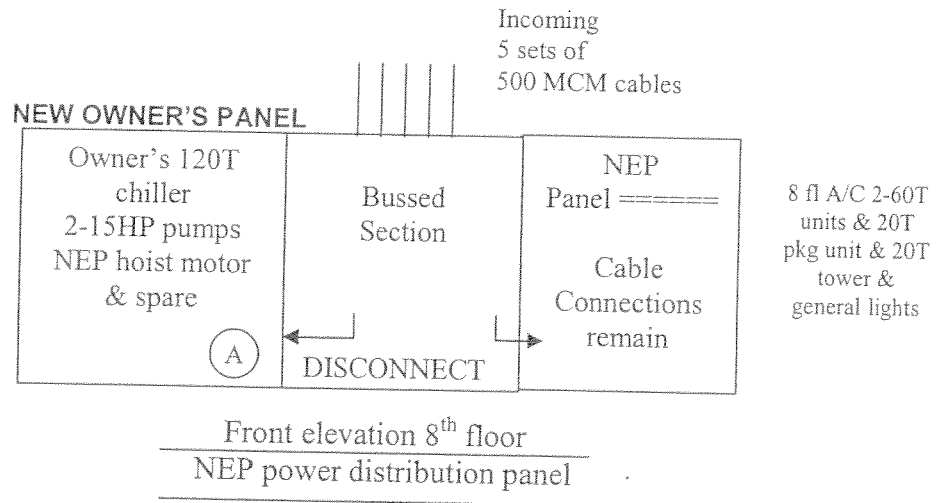 Incoming
5 sets of
500 MCM cables
NEW OWNER'S PANEL
Owner's 120T
chiller
2-15HP pumps
NEP hoist motor
& spare
A
Bussed
Section
DISCONNECT
NEP
Panel ======
Cable
Connections
remain
8 fl A/C 2-60T
units & 20T
pkg unit & 20T
tower &
general lights
Front elevation 8th floor
NEP power distribution panel